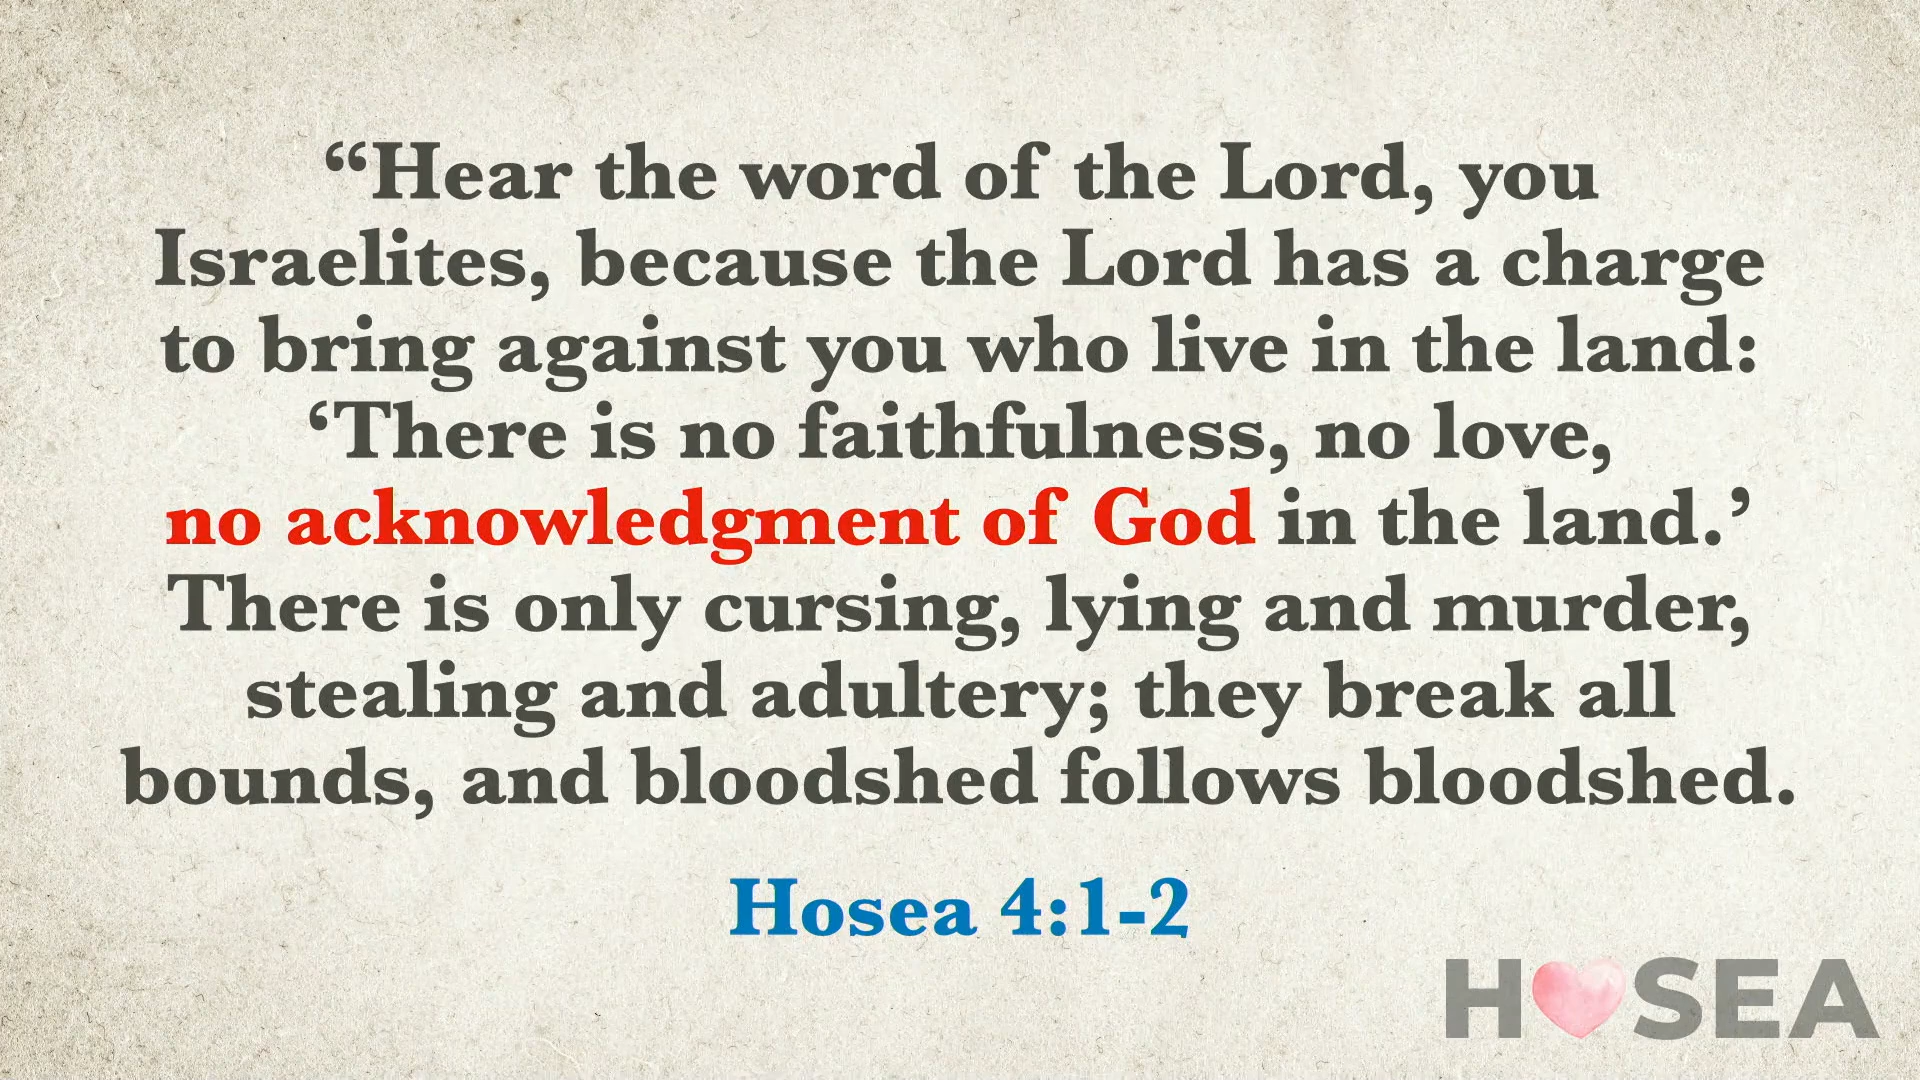 “Hear the word of the Lord, you
Israelites, because the Lord has a charge
to bring against you who live in the land:
‘There is no faithfulness, no love,
no acknowledgment of God in the land.’
There is only cursing, lying and murder,
stealing and adultery; they break all
bounds, and bloodshed follows bloodshed.
Hosea 4:1-2
HOSEA